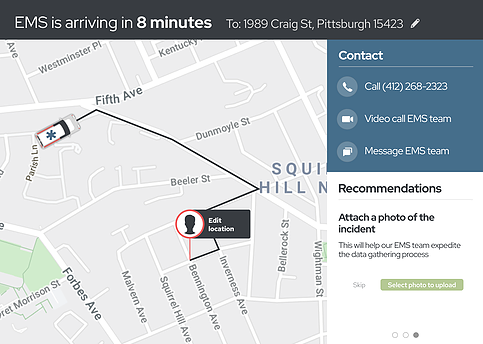 EMS is arriving in 8 minutes
To: 1989 Craig St, Pittsburgh 15423
Westminster Pl
Kentucky
Fifth Ave
Parish Ln
Dunmoyle St
Beeler St
SQUI
HILL N
Edit
location
Forbes Ave
Malvern Ave
Squirrel Hill Ave
Bennington Ave
Inverness Ave
Bellerock St
Wightman St
ret Morrison St
Contact
Call (412) 268-2323
Video call EMS team
Message EMS team
Recommendations
Attach a photo of the
incident
This will help our EMS team expedite
the data gathering process
Skip
Select photo to upload